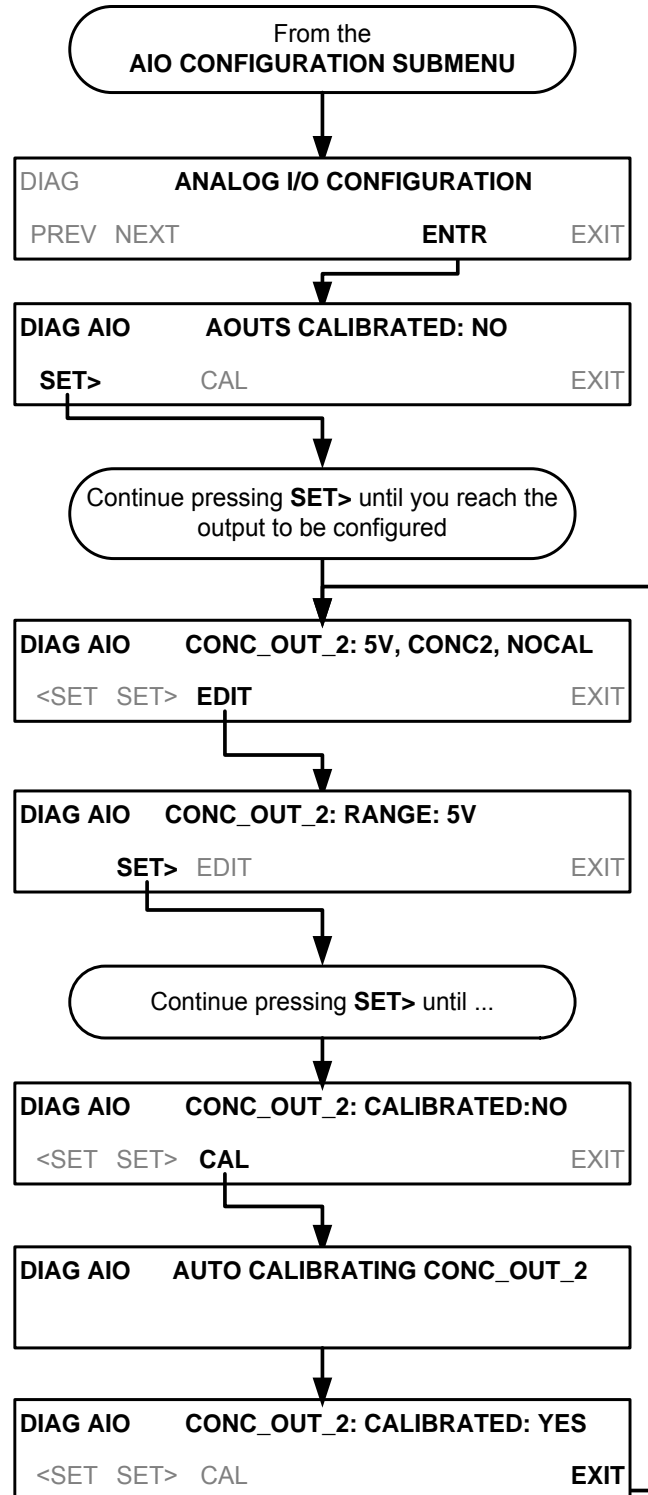 From the
AIO CONFIGURATION SUBMENU
DIAG ANALOG I/O CONFIGURATION
PREV NEXT ENTR EXIT
DIAG AIO AOUTS CALIBRATED: NO
SET> CAL EXIT
Continue pressing SET> until you reach the
output to be configured
DIAG AIO CONC_OUT_2: 5V, CONC2, NOCAL
<SET SET> EDIT EXIT
DIAG AIO CONC_OUT_2: RANGE: 5V
SET> EDIT EXIT
Continue pressing SET> until ...
DIAG AIO CONC_OUT_2: CALIBRATED:NO
<SET SET> CAL EXIT
DIAG AIO AUTO CALIBRATING CONC_OUT_2
DIAG AIO CONC_OUT_2: CALIBRATED: YES
<SET SET> CAL EXIT